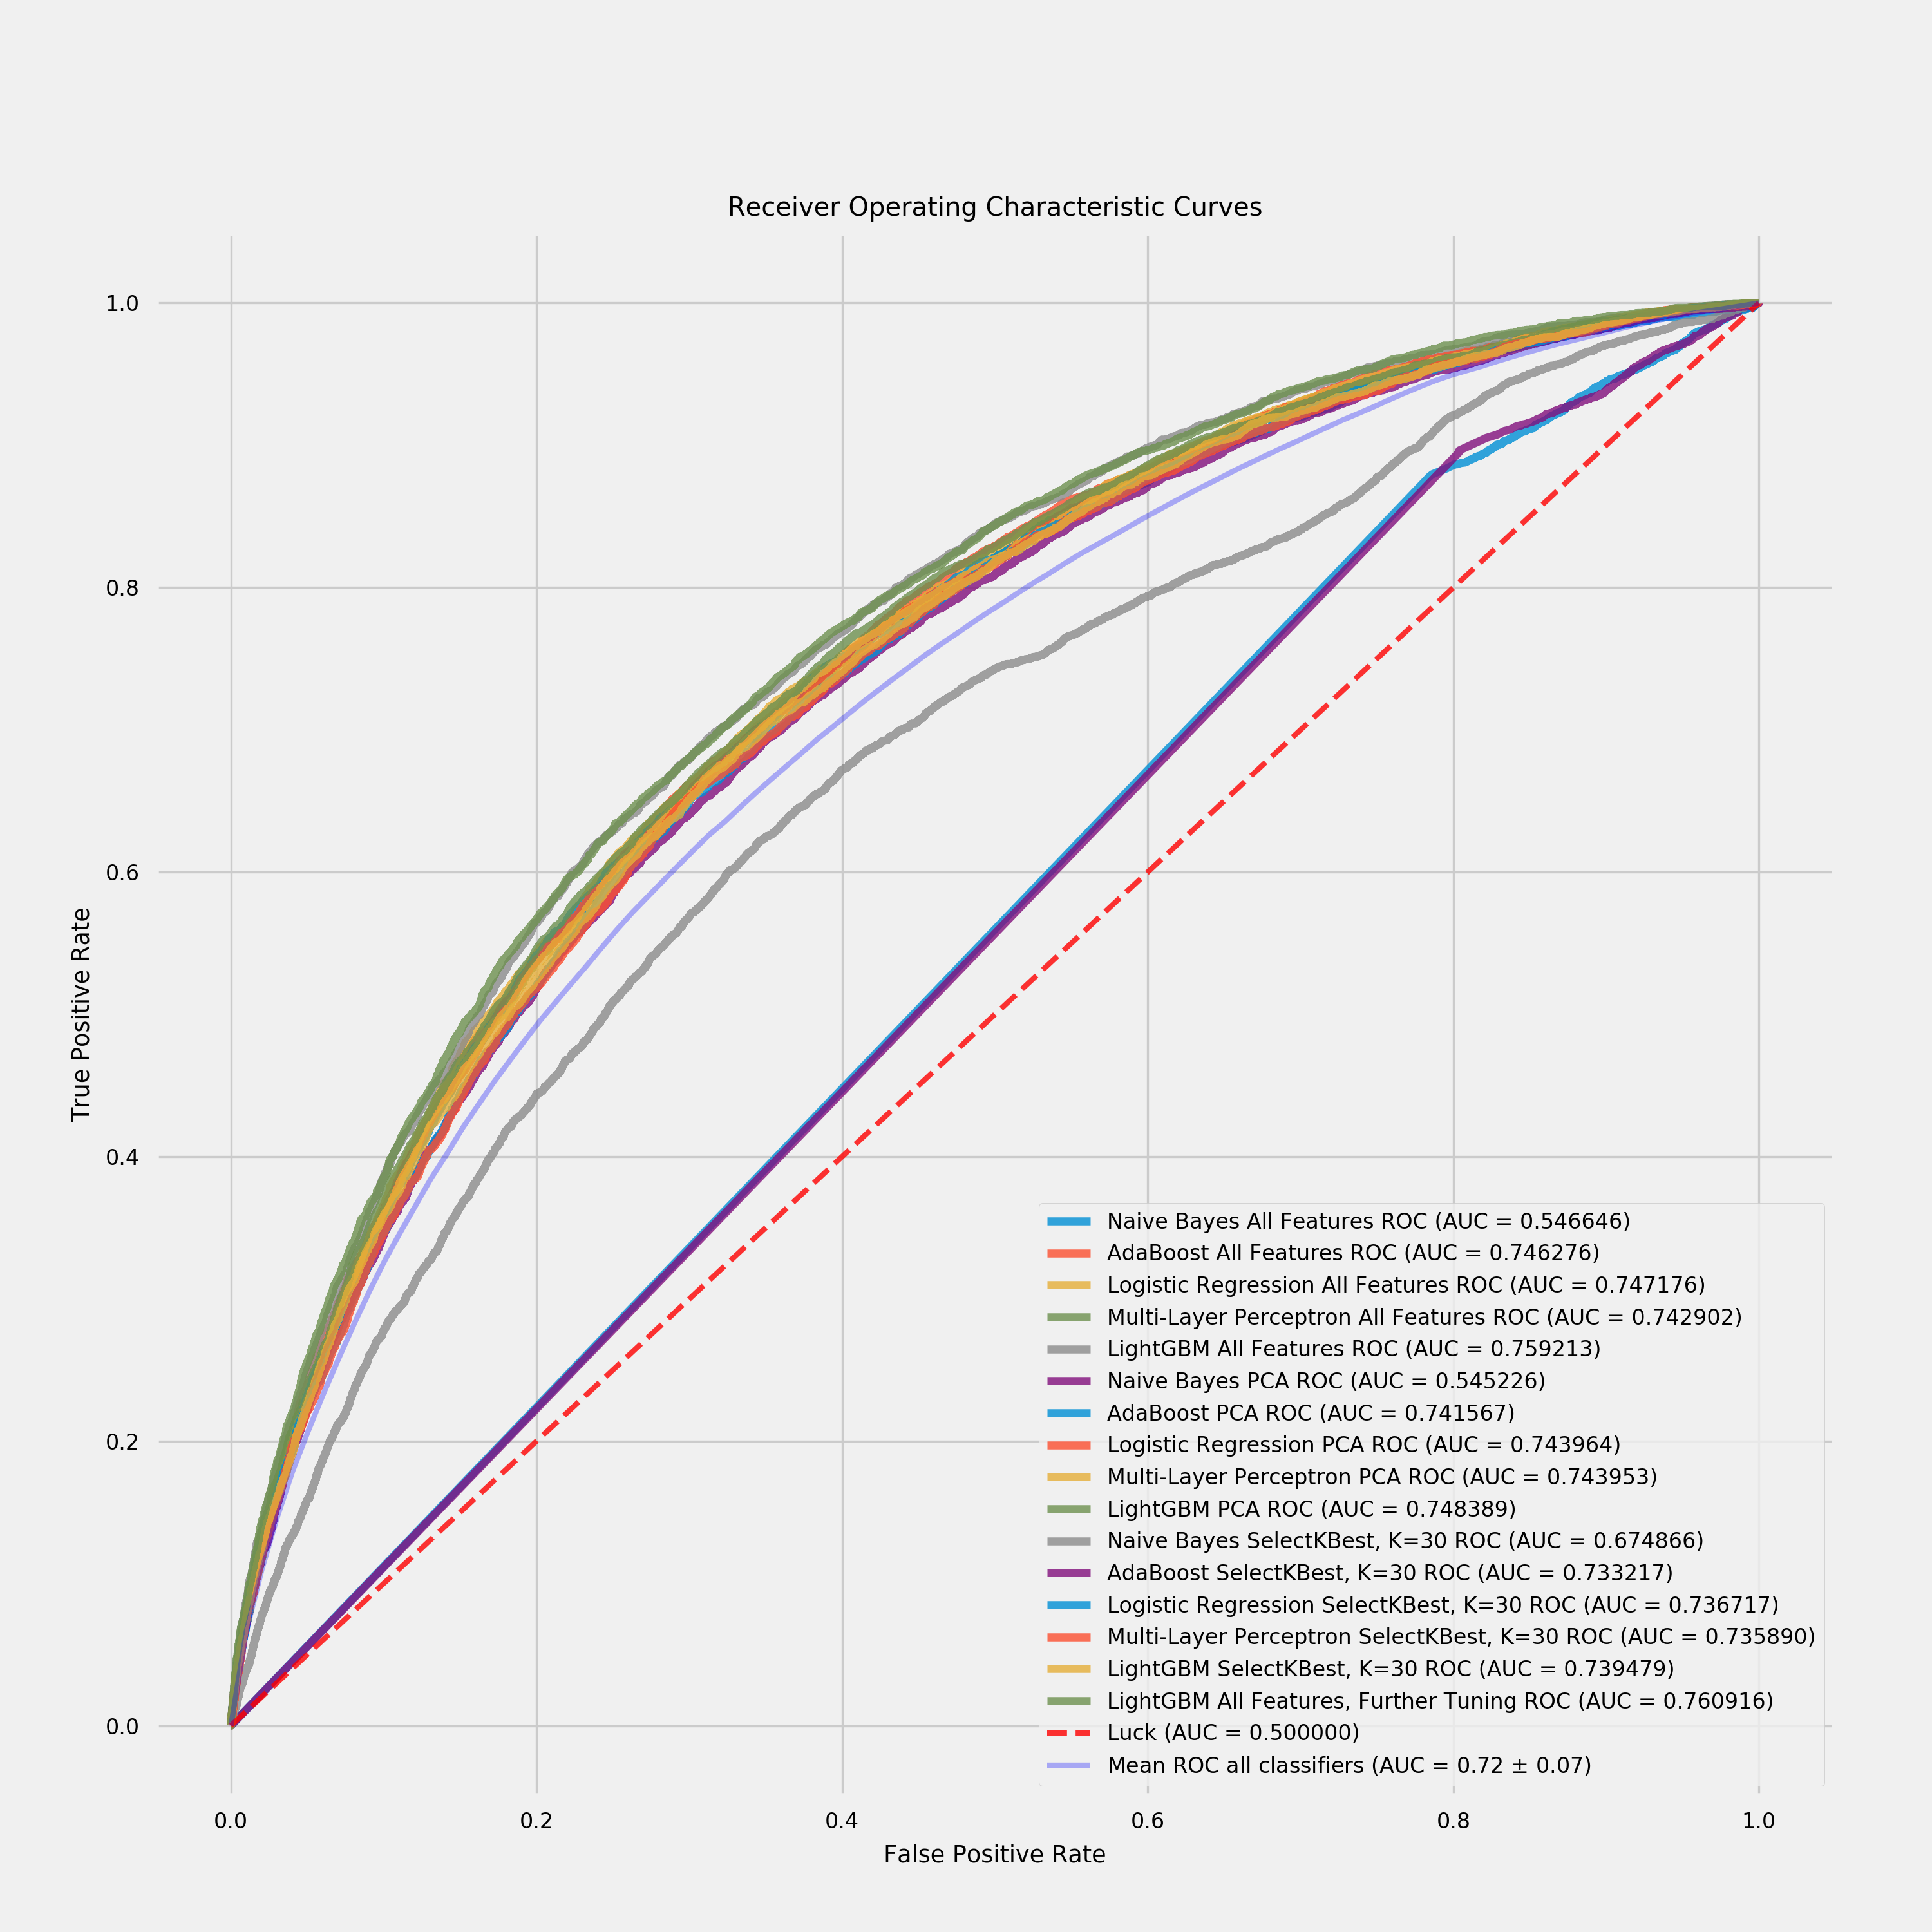 Receiver Operating Characteristic Curves
1.0
0.8
0.6
0.4
0.2
0.0
True Positive Rate
Naive Bayes All Features ROC (AUC = 0.546646)
AdaBoost All Features ROC (AUC = 0.746276)
Logistic Regression All Features ROC (AUC = 0.747176)
Multi-Layer Perceptron All Features ROC (AUC = 0.742902)
LightGBM All Features ROC (AUC = 0.759213)
Naive Bayes PCA ROC (AUC = 0.545226)
AdaBoost PCA ROC (AUC = 0.741567)
Logistic Regression PCA ROC (AUC = 0.743964)
Multi-Layer Perceptron PCA ROC (AUC = 0.743953)
LightGBM PCA ROC (AUC = 0.748389)
Naive Bayes SelectKBest, K=30 ROC (AUC = 0.674866)
AdaBoost SelectKBest, K=30 ROC (AUC = 0.733217)
Logistic Regression SelectKBest, K=30 ROC (AUC = 0.736717)
Multi-Layer Perceptron SelectKBest, K=30 ROC (AUC = 0.735890)
LightGBM SelectKBest, K=30 ROC (AUC = 0.739479)
LightGBM All Features, Further Tuning ROC (AUC = 0.760916)
Luck (AUC = 0.500000)
Mean ROC all classifiers (AUC = 0.72 ± 0.07)
0.0 0.2 0.4 0.6 0.8 1.0
False Positive Rate